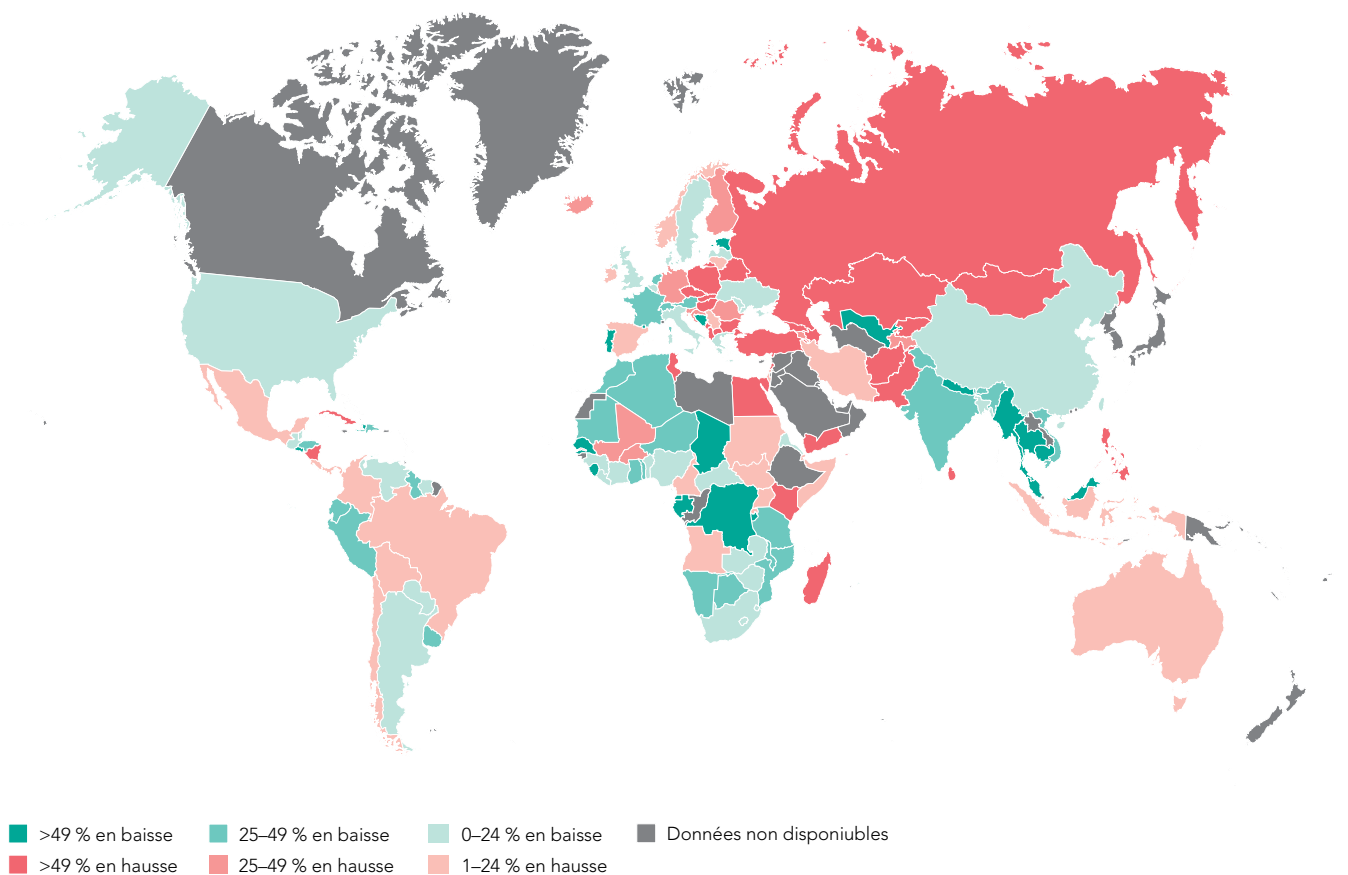 >49 % en baisse
25–49 % en baisse
0–24 % en baisse
Données non disponiubles
>49 % en hausse
25–49 % en hausse
1–24 % en hausse